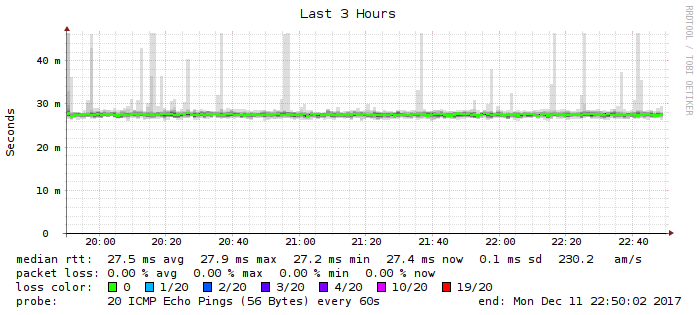 Last 3 Hours
RRDTOOL / TOBI OETIKER
Seconds
40 m
30 m
20 m
10 m
0
20:00 20:20 20:40 21:00 21:20 21:40 22:00 22:20 22:40
median rtt: 27.5 ms avg 27.9 ms max 27.2 ms min 27.4 ms now 0.1 ms sd 230.2 am/s
packet loss: 0.00 % avg 0.00 % max 0.00 % min 0.00 % now
loss color: 0 1/20 2/20 3/20 4/20 10/20 19/20
probe: 20 ICMP Echo Pings (56 Bytes) every 60s end: Mon Dec 11 22:50:02 2017